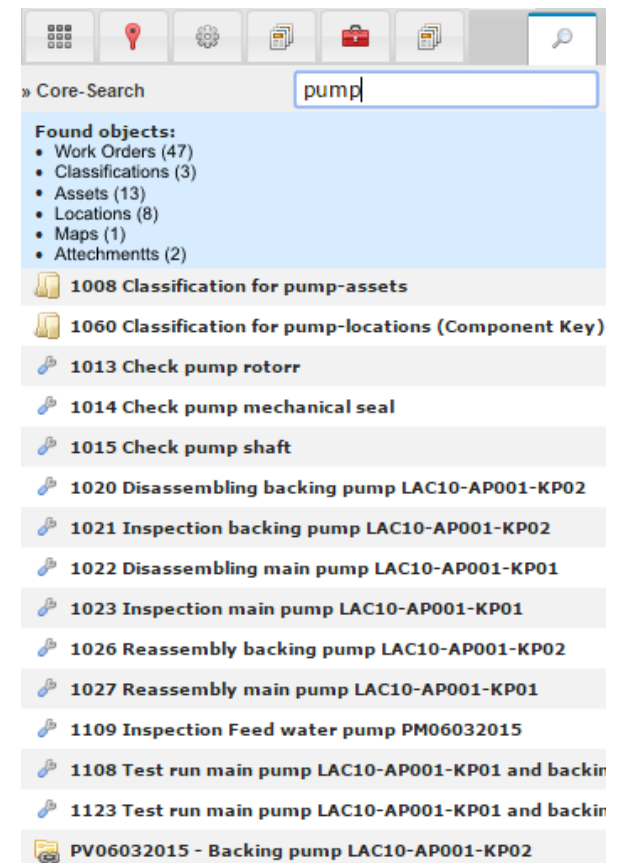 » Core-Search pump
Found objects:
• Work Orders (47)
• Classifications (3)
• Assets (13)
• Locations (8)
• Maps (1)
• Attechmentts (2)
1008 Classification for pump-assets
1060 Classification for pump-locations (Component Key)
1013 Check pump rotorr
1014 Check pump mechanical seal
1015 Check pump shaft
1020 Disassembling backing pump LAC10-AP001-KP02
1021 Inspection backing pump LAC10-AP001-KP02
1022 Disassembling main pump LAC10-AP001-KP01
1023 Inspection main pump LAC10-AP001-KP01
1026 Reassembly backing pump LAC10-AP001-KP02
1027 Reassembly main pump LAC10-AP001-KP01
1109 Inspection Feed water pump PM06032015
1108 Test run main pump LAC10-AP001-KP01 and backin
1123 Test run main pump LAC10-AP001-KP01 and backin
PV06032015 - Backing pump LAC10-AP001-KP02